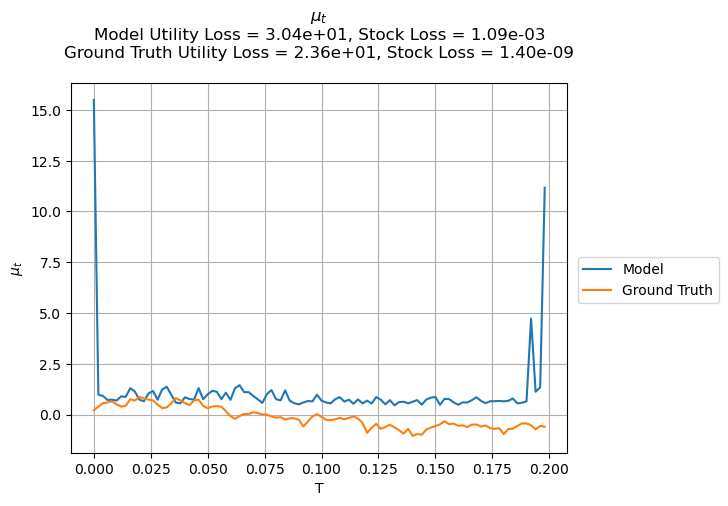 μ_t
Model Utility Loss = 3.04e+01, Stock Loss = 1.09e-03
Ground Truth Utility Loss = 2.36e+01, Stock Loss = 1.40e-09
15.0
12.5
10.0
7.5
5.0
2.5
0.0
μ_t
0.000 0.025 0.050 0.075 0.100 0.125 0.150 0.175 0.200
T
Model
Ground Truth